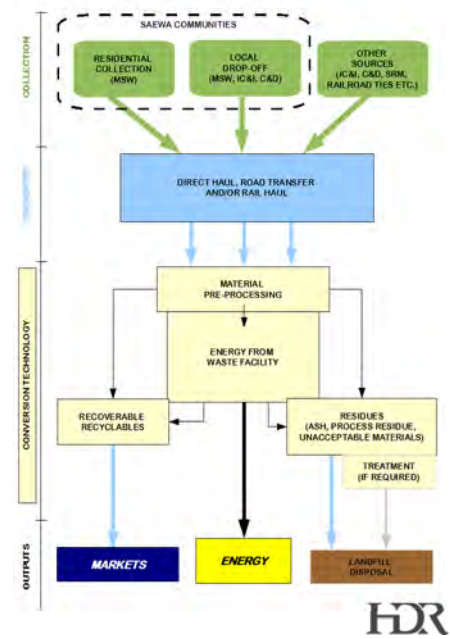 SAEWA COMMUNITIES
COLLECTION
RESIDENTIAL
COLLECTION
(MSW)
LOCAL
DROP-OFF
(MSW, IC&I, C&D)
OTHER
SOURCES
(IC&I, C&D, SRM,
RAILROAD TIES ETC.)
DIRECT HAUL, ROAD TRANSFER
AND/OR RAIL HAUL
CONVERSION TECHNOLOGY
MATERIAL
PRE-PROCESSING
ENERGY FROM
WASTE FACILITY
RECOVERABLE
RECYCLABLES
RESIDUES
(ASH, PROCESS RESIDUE,
UNACCEPTABLE MATERIALS)
TREATMENT
(IF REQUIRED)
OUTPUTS
MARKETS
ENERGY
LANDFILL
DISPOSAL
HDR